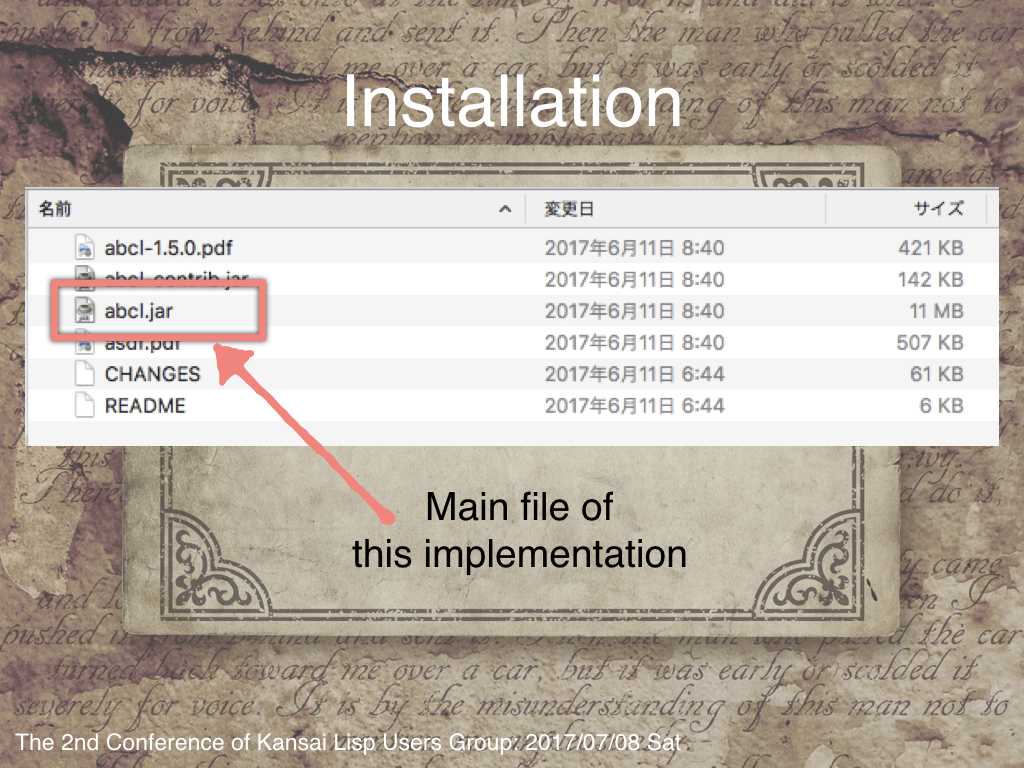 Installation
名前 変更日 サイズ
abcl-1.5.0.pdf 2017年6月11日 8:40 421 KB
abcl-contrib.jar 2017年6月11日 8:40 142 KB
abcl.jar 2017年6月11日 8:40 11 MB
asdf.pdf 2017年6月11日 8:40 507 KB
CHANGES 2017年6月11日 6:44 61 KB
README 2017年6月11日 6:44 6 KB
Main file of
this implementation
The 2nd Conference of Kansai Lisp Users Group: 2017/07/08 Sat